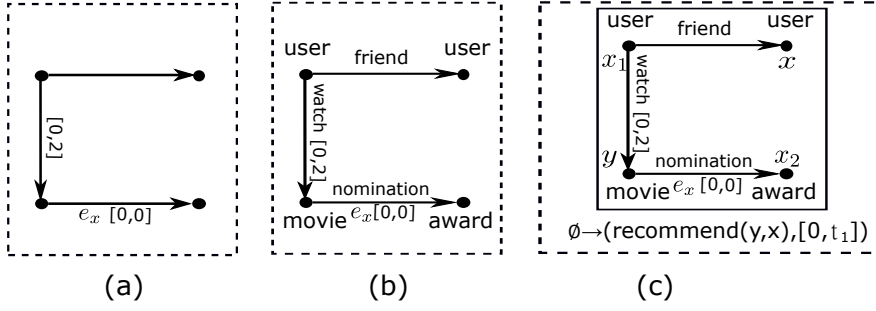 [0,2]
e_x [0,0]
(a)
user user
friend
watch [0,2]
nomination
movie e_x[0,0] award
(b)
user user
friend
x_1 x
watch [0,2]
y nomination x_2
movie e_x [0,0] award
∅→(recommend(y,x),[0,t_1])
(c)